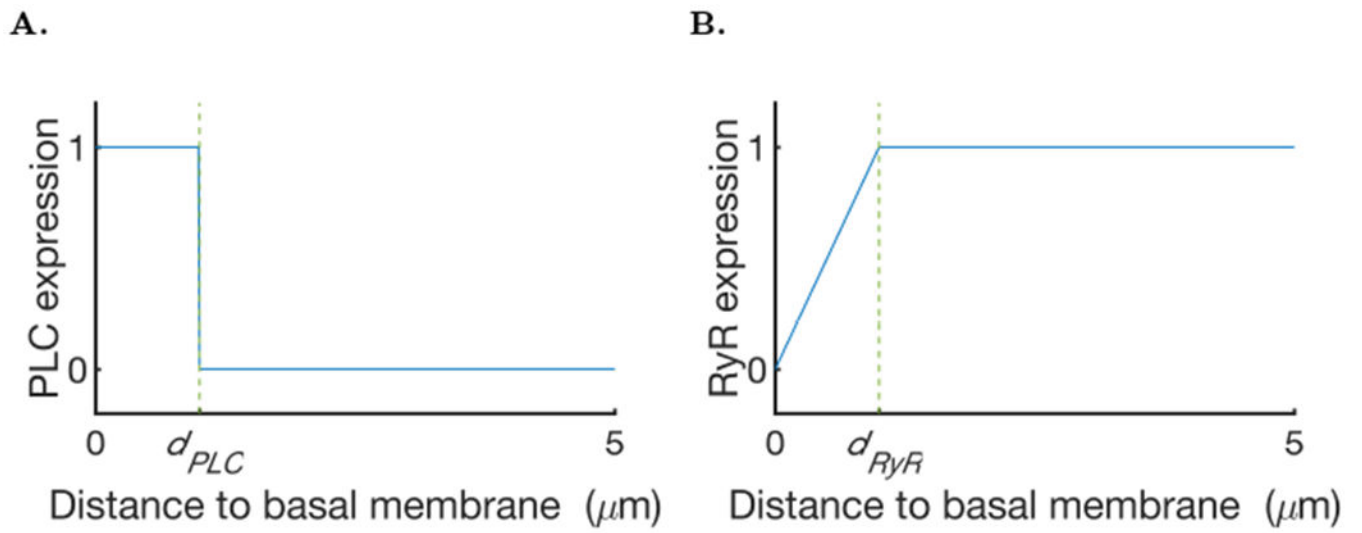 A.
B.
PLC expression
1
0
0
d_PLC
5
Distance to basal membrane (μm)
RyR expression
1
0
0
d_RyR
5
Distance to basal membrane (μm)